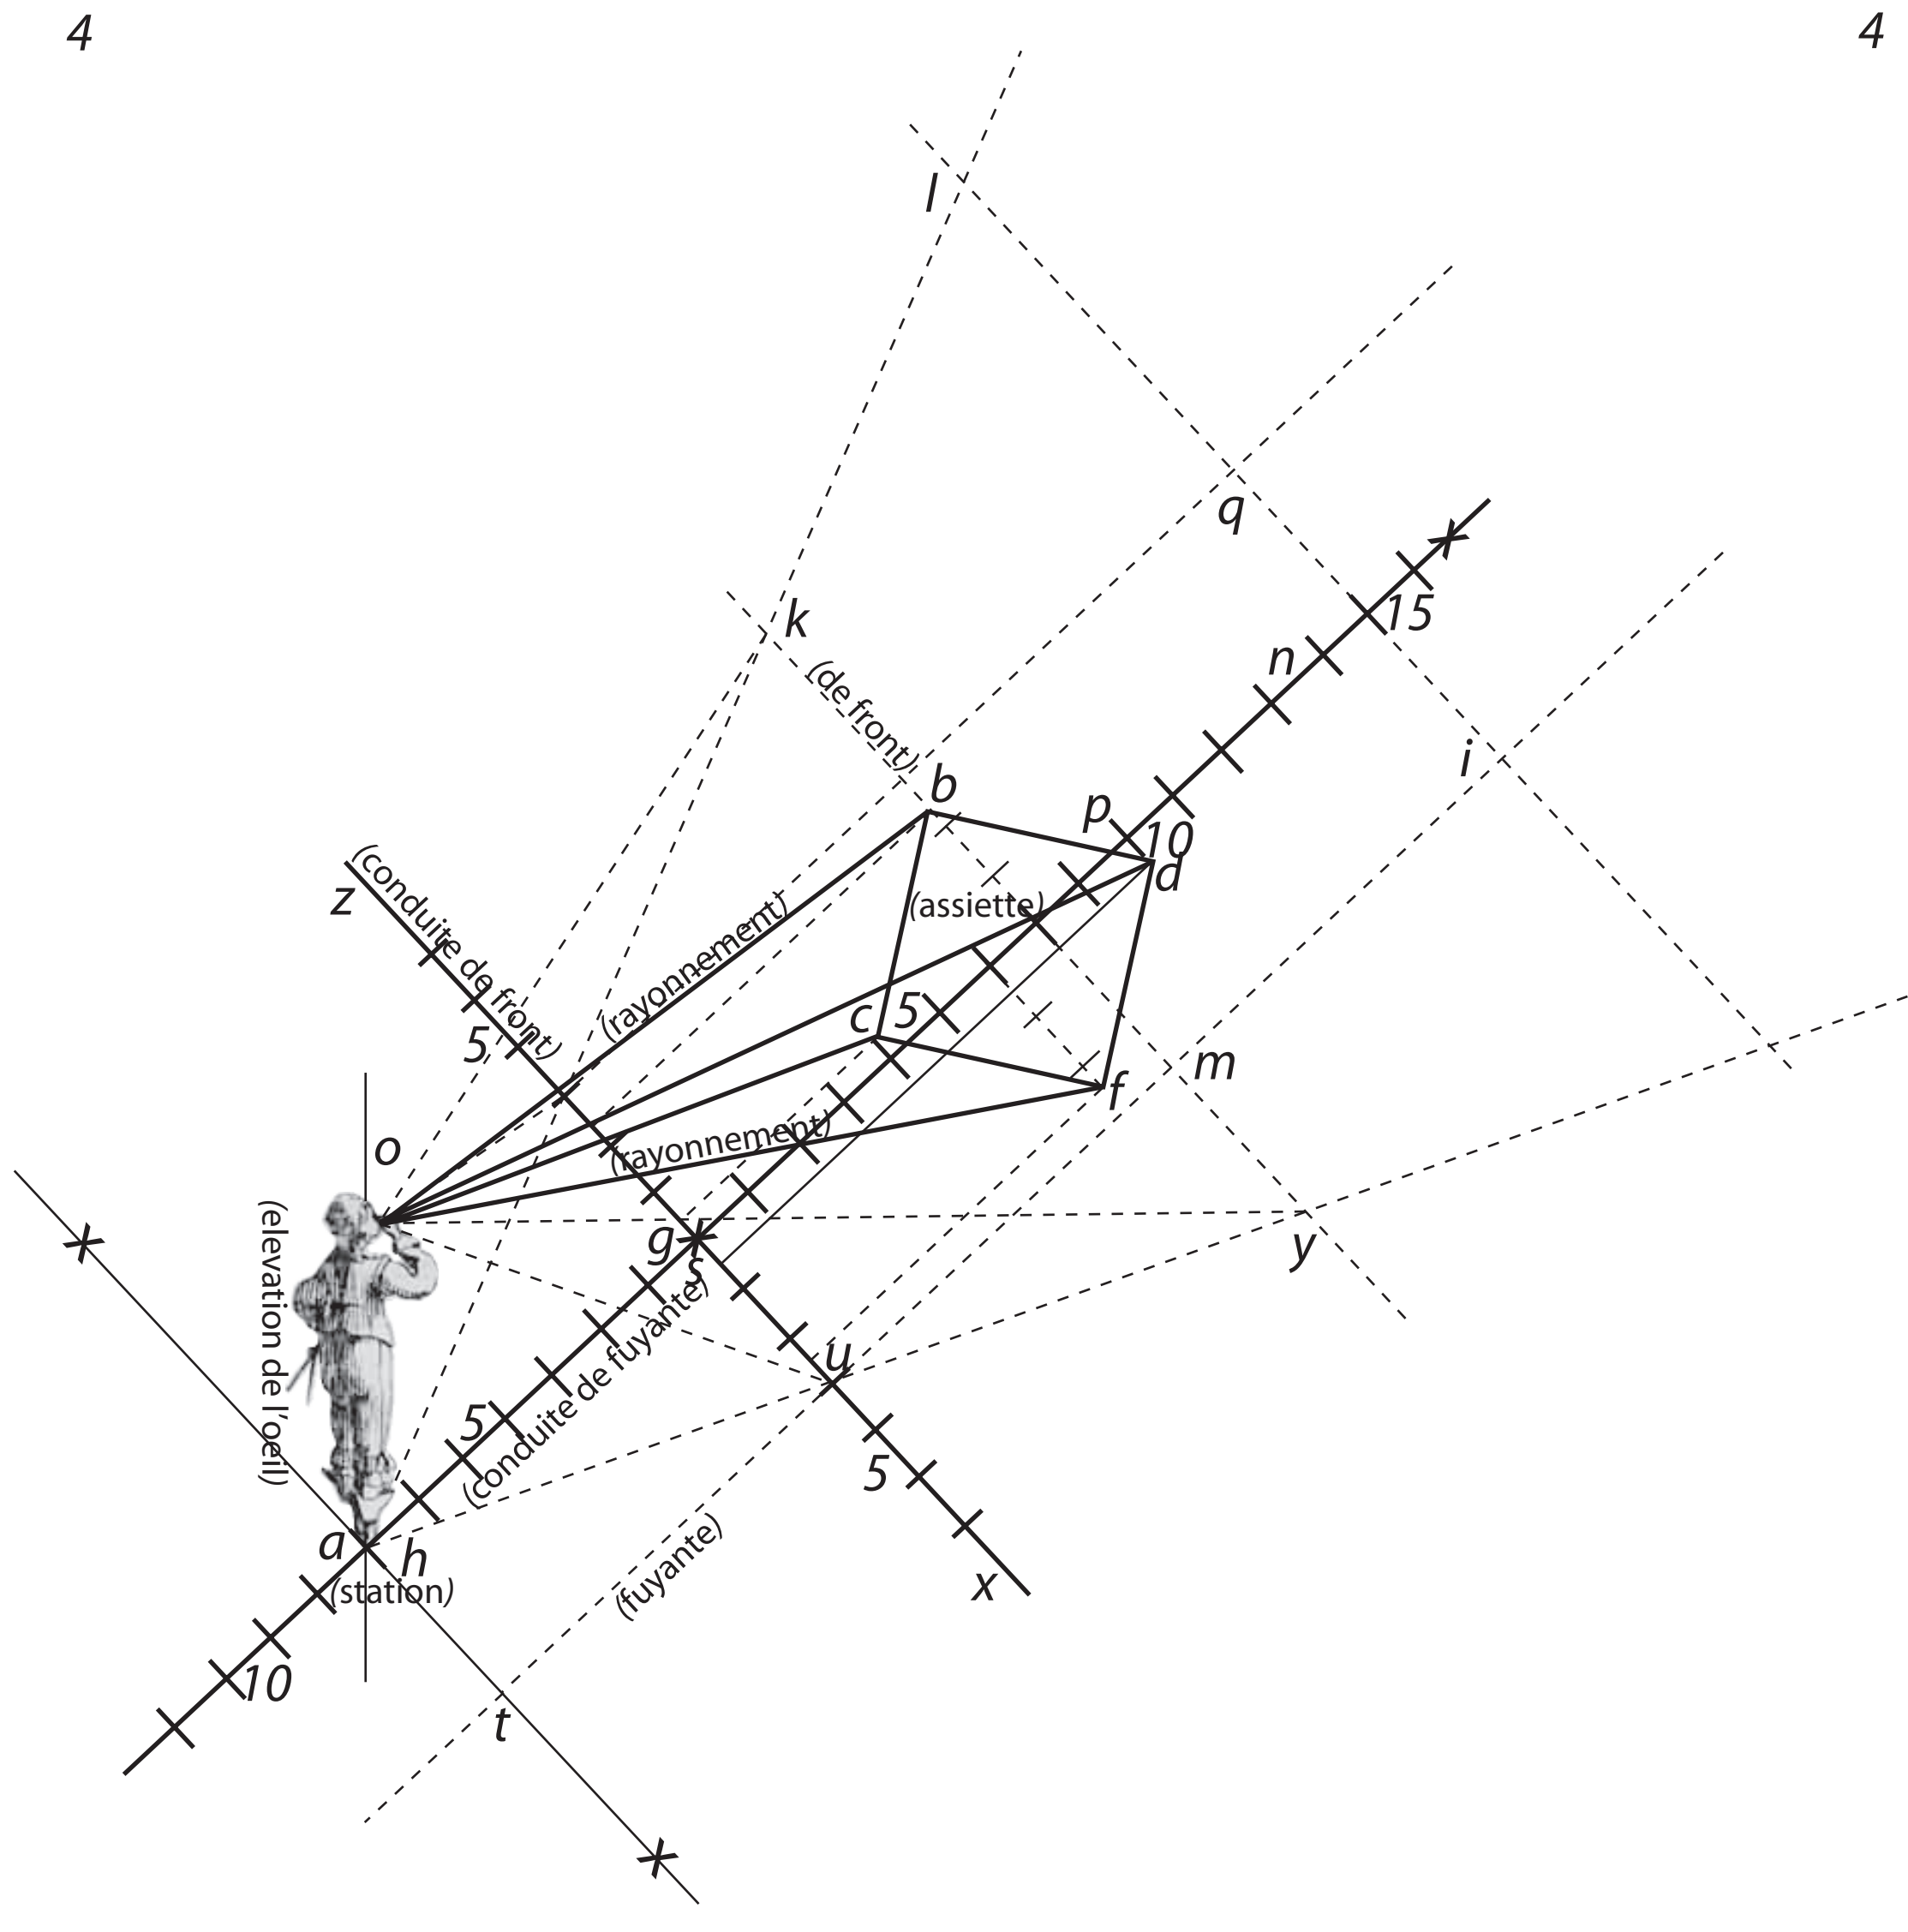 4
4
l
q
k
(de front)
15
n
i
b
p
10
d
z
(conduite de front)
(assiette)
(rayonnement)
c
5
5
m
f
o
(rayonnement)
g
s
y
(elevation de l'oeil)
u
(conduite de fuyante)
5
5
a
h
(station)
(fuyante)
x
10
t